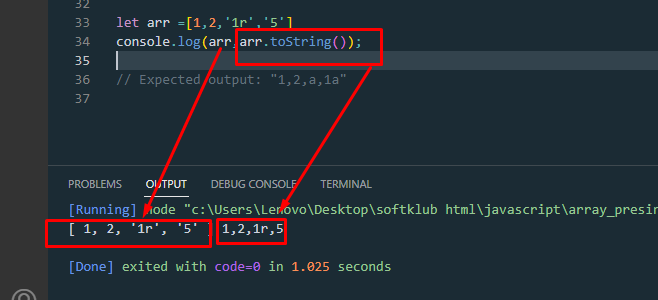 32
33 let arr =[1,2,'1r','5']
34 console.log(arr,arr.toString());
35
36 // Expected output: "1,2,a,1a"
37
PROBLEMS OUTPUT DEBUG CONSOLE TERMINAL
[Running] node "c:\Users\Lenovo\Desktop\softklub html\javascript\array_presin
[ 1, 2, '1r', '5' ] 1,2,1r,5
[Done] exited with code=0 in 1.025 seconds